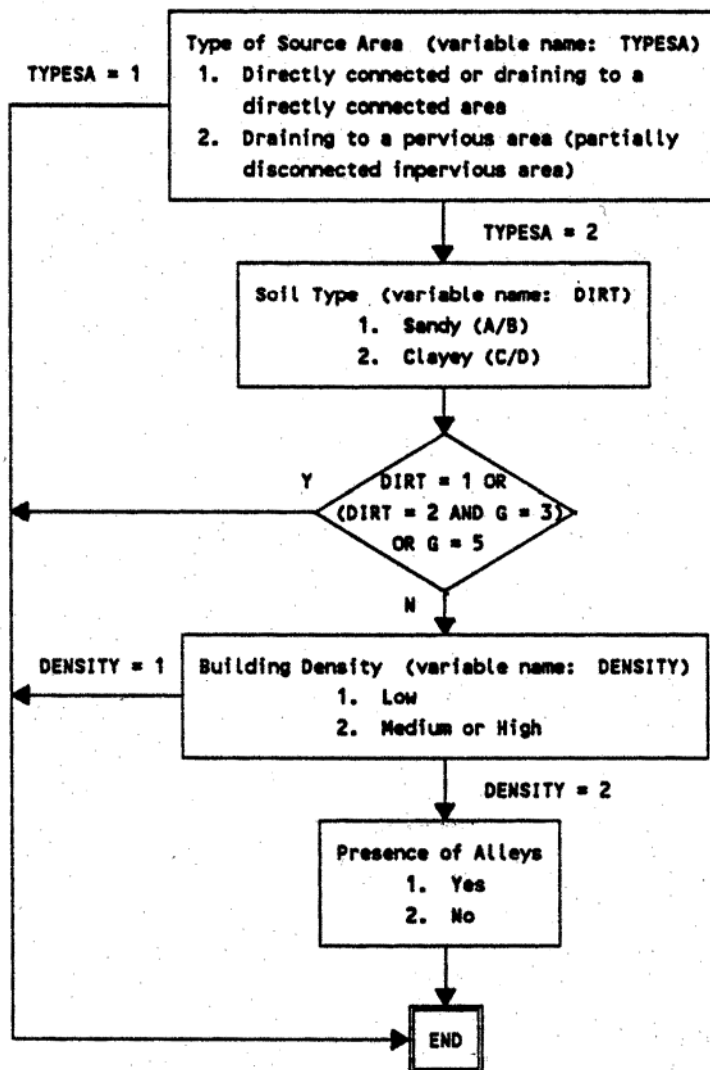 Type of Source Area (variable name: TYPESA)
TYPESA = 1
1. Directly connected or draining to a
directly connected area
2. Draining to a pervious area (partially
disconnected inpervious area)
TYPESA = 2
Soil Type (variable name: DIRT)
1. Sandy (A/B)
2. Clayey (C/D)
Y
DIRT = 1 OR
(DIRT = 2 AND G = 3)
OR G = 5
N
DENSITY = 1
Building Density (variable name: DENSITY)
1. Low
2. Medium or High
DENSITY = 2
Presence of Alleys
1. Yes
2. No
END